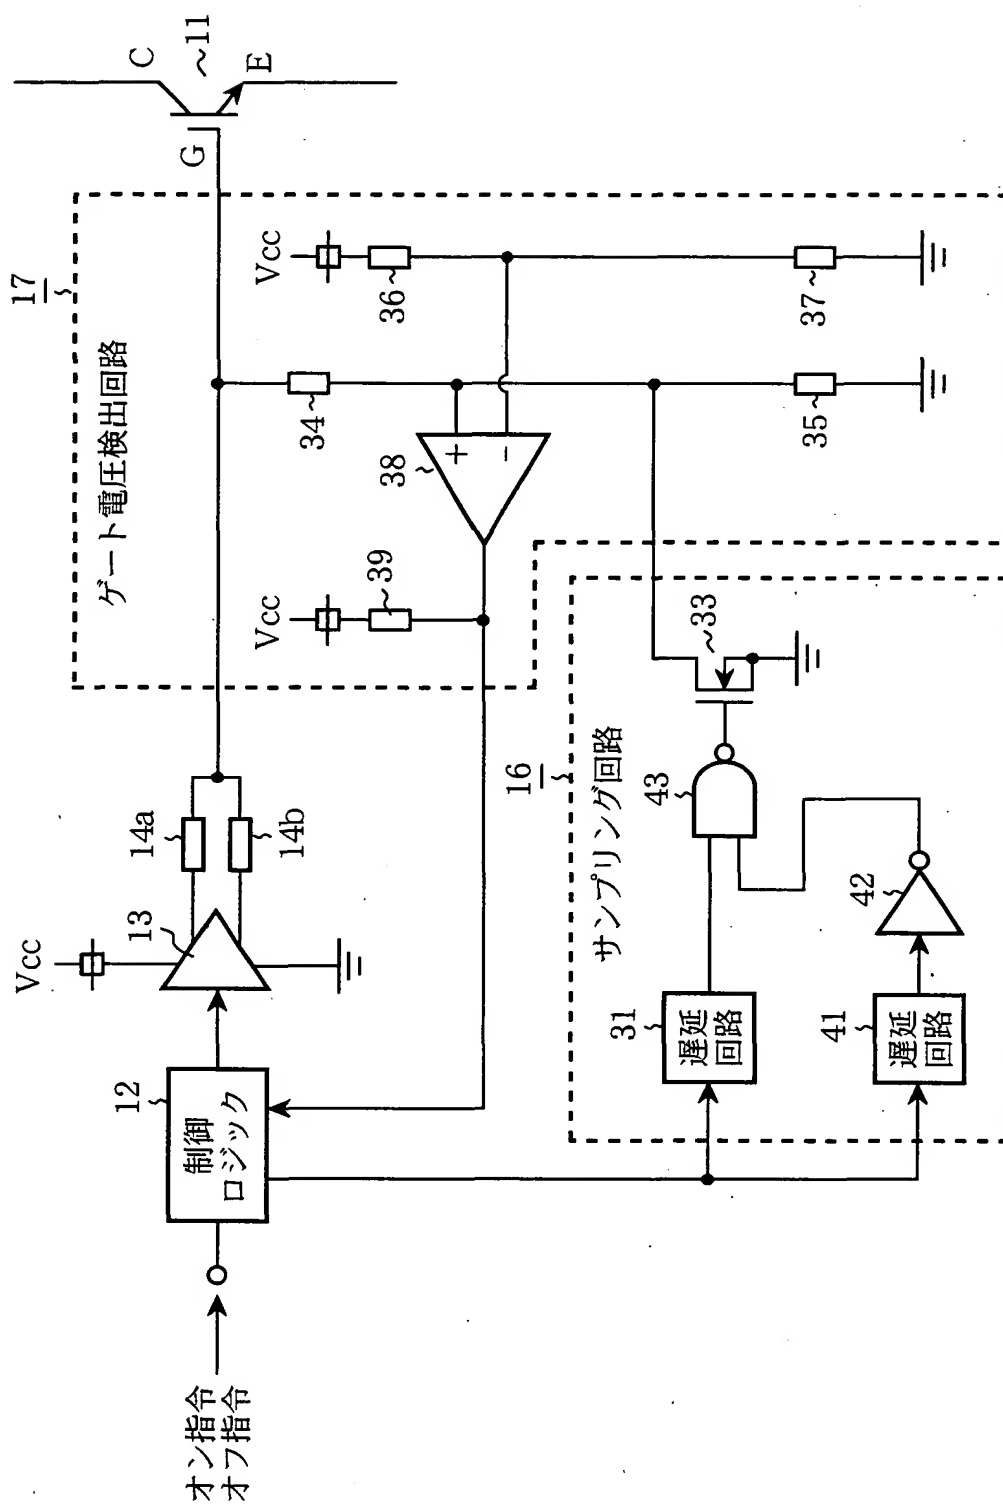 オン指令
オフ指令
12
制御
ロジック
Vcc
13
14a
14b
17
ゲート電圧検出回路
Vcc
39
38
+
-
34
Vcc
36
37
35
G
C
11
E
16
サンプリング回路
31
遅延
回路
41
遅延
回路
42
43
33